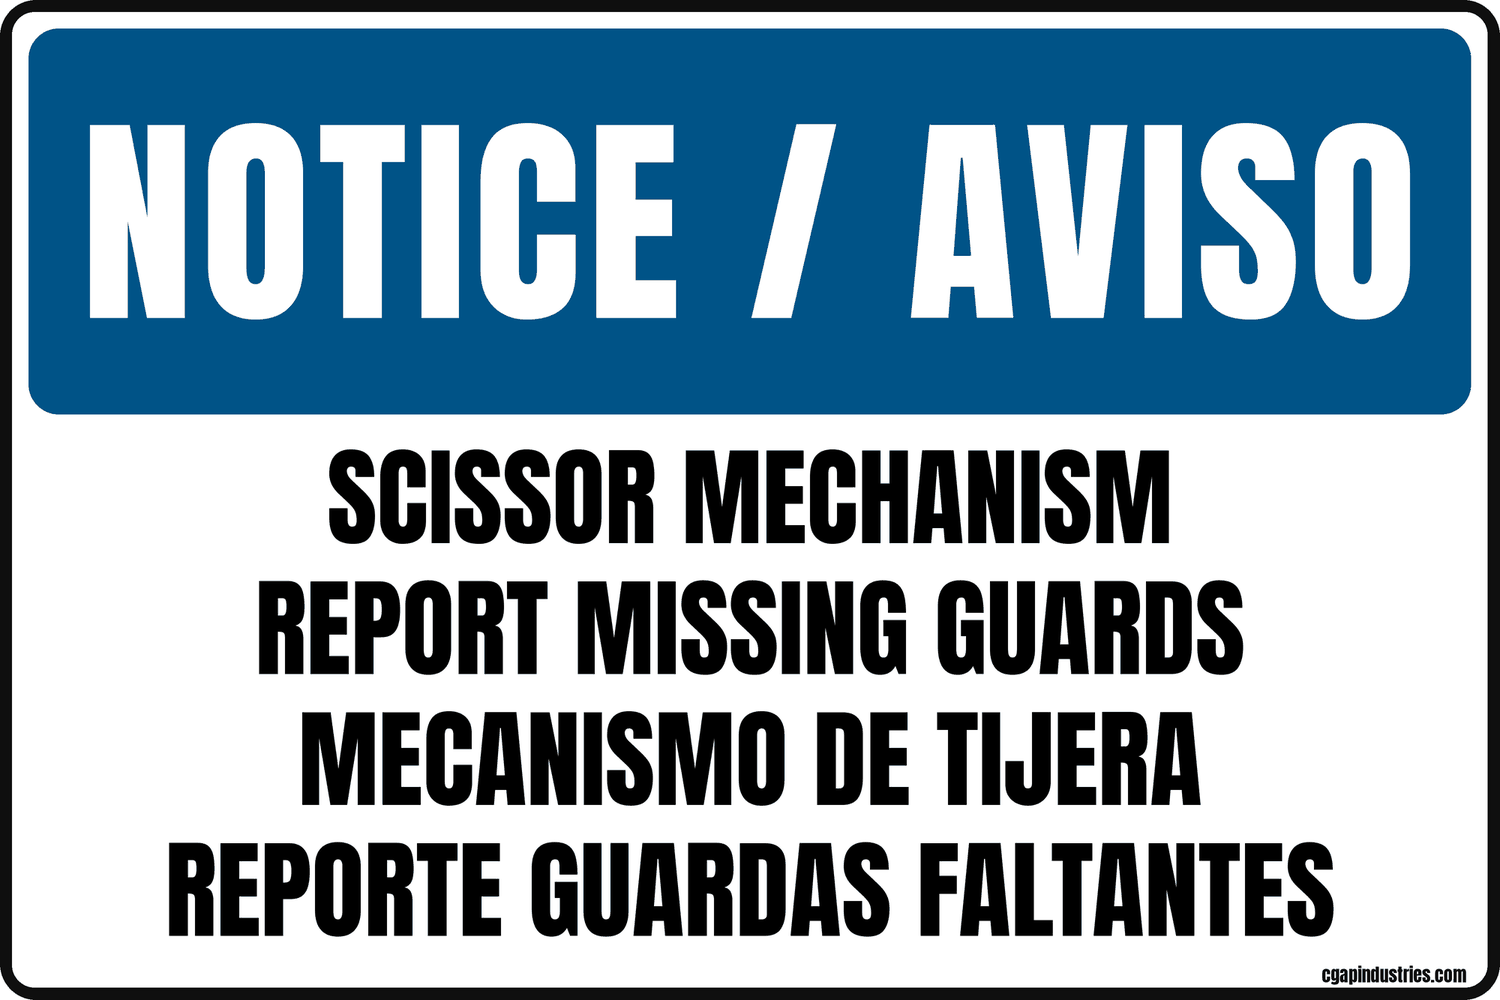 NOTICE / AVISO
SCISSOR MECHANISM
REPORT MISSING GUARDS
MECANISMO DE TIJERA
REPORTE GUARDAS FALTANTES
cgapindustries.com